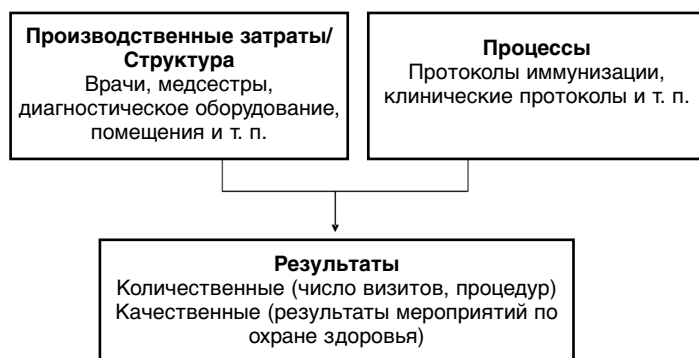 Производственные затраты/
Структура
Врачи, медсестры,
диагностическое оборудование,
помещения и т. п.
Процессы
Протоколы иммунизации,
клинические протоколы и т. п.
Результаты
Количественные (число визитов, процедур)
Качественные (результаты мероприятий по
охране здоровья)